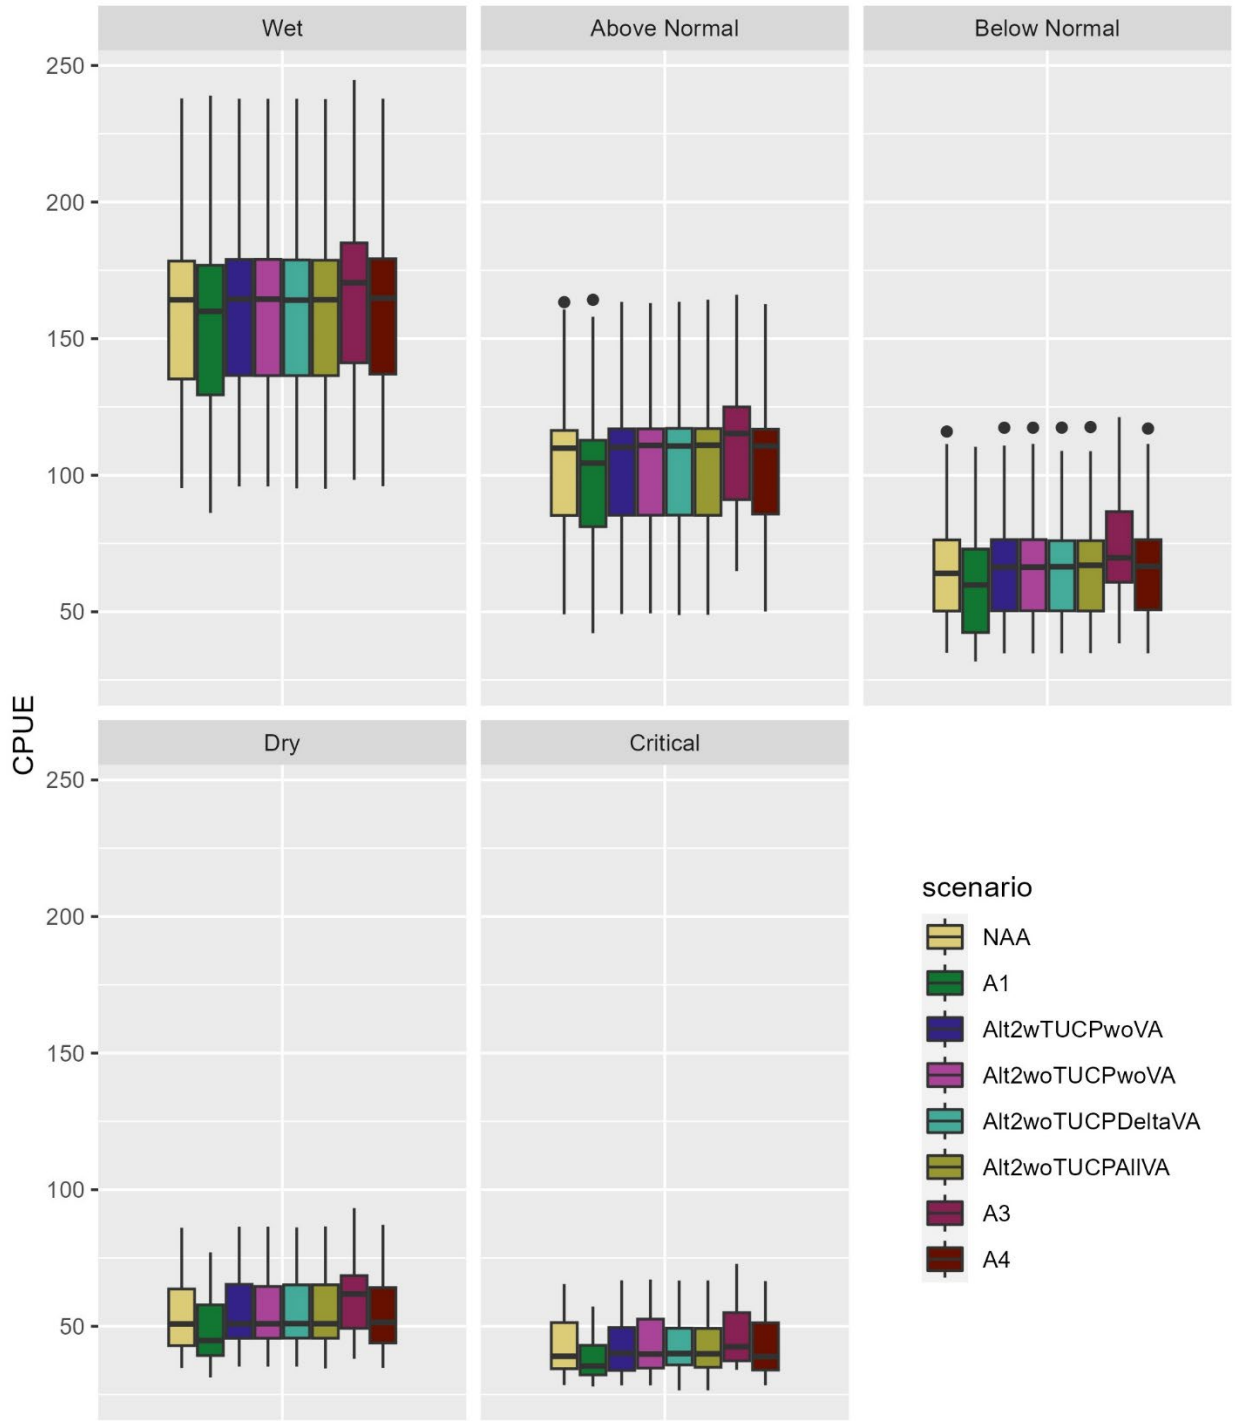 Wet
Above Normal
Below Normal
250
200
150
100
50
CPUE
Dry
Critical
250
200
150
100
50
scenario
NAA
A1
Alt2wTUCPwoVA
Alt2woTUCPwoVA
Alt2woTUCPDeltaVA
Alt2woTUCPAllVA
A3
A4